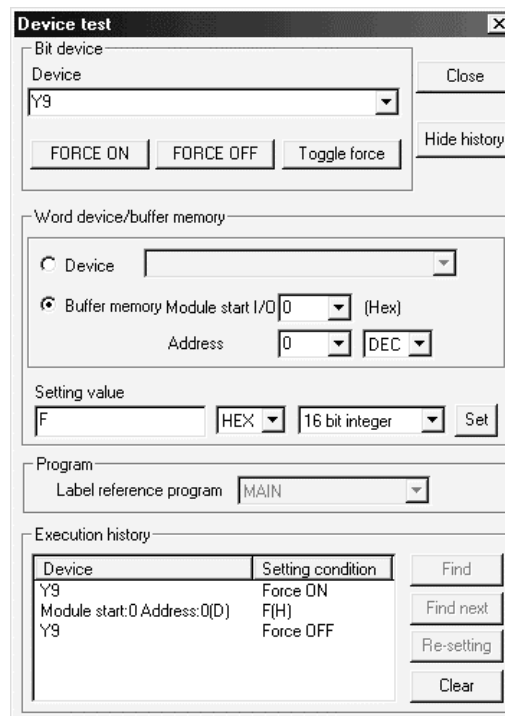 Device test
Bit device
Device
Y9
Close
FORCE ON FORCE OFF Toggle force
Hide history
Word device/buffer memory
Device
Buffer memory Module start I/O 0 (Hex)
Address 0 DEC
Setting value
F HEX 16 bit integer Set
Program
Label reference program MAIN
Execution history
Device Setting condition
Y9 Force ON
Module start:0 Address:0(D) F(H)
Y9 Force OFF
Find
Find next
Re-setting
Clear